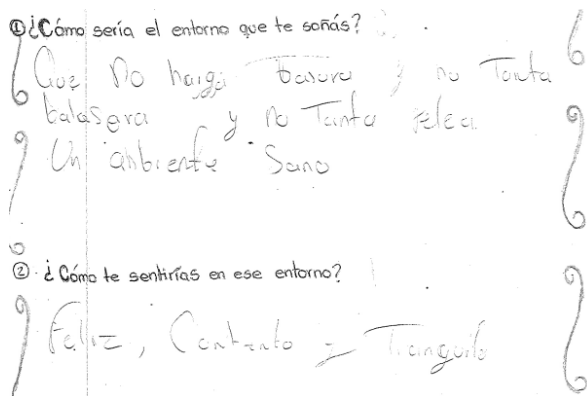 ① ¿Cómo sería el entorno que te soñás?
Que No haiga basura y no Tanta
balasera y no Tanta pelea
Un anbiente Sano
② ¿Cómo te sentirías en ese entorno?
Feliz, Contento y Tranquilo